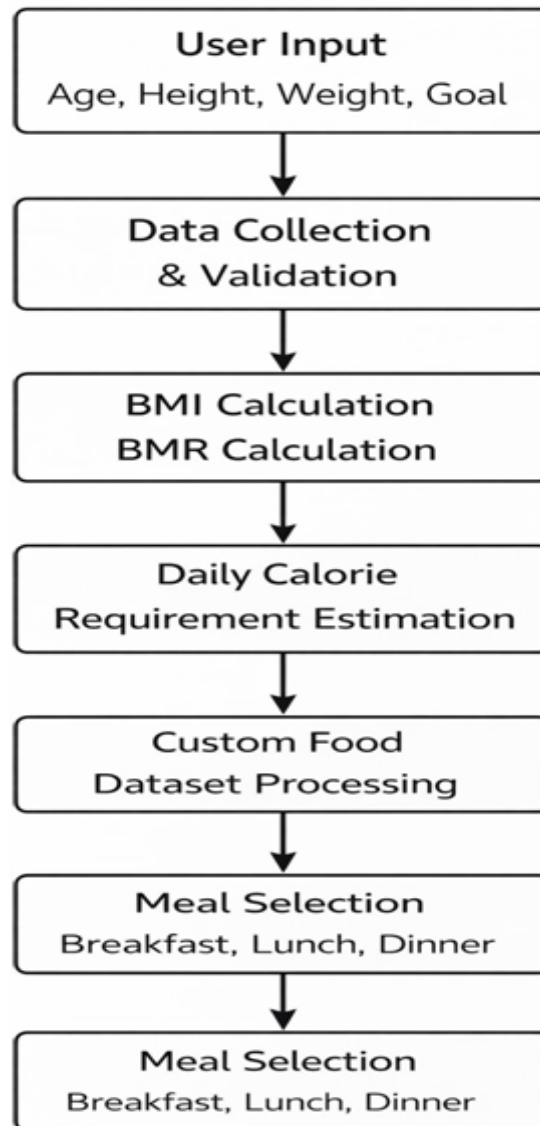 User Input
Age, Height, Weight, Goal
Data Collection
& Validation
BMI Calculation
BMR Calculation
Daily Calorie
Requirement Estimation
Custom Food
Dataset Processing
Meal Selection
Breakfast, Lunch, Dinner
Meal Selection
Breakfast, Lunch, Dinner